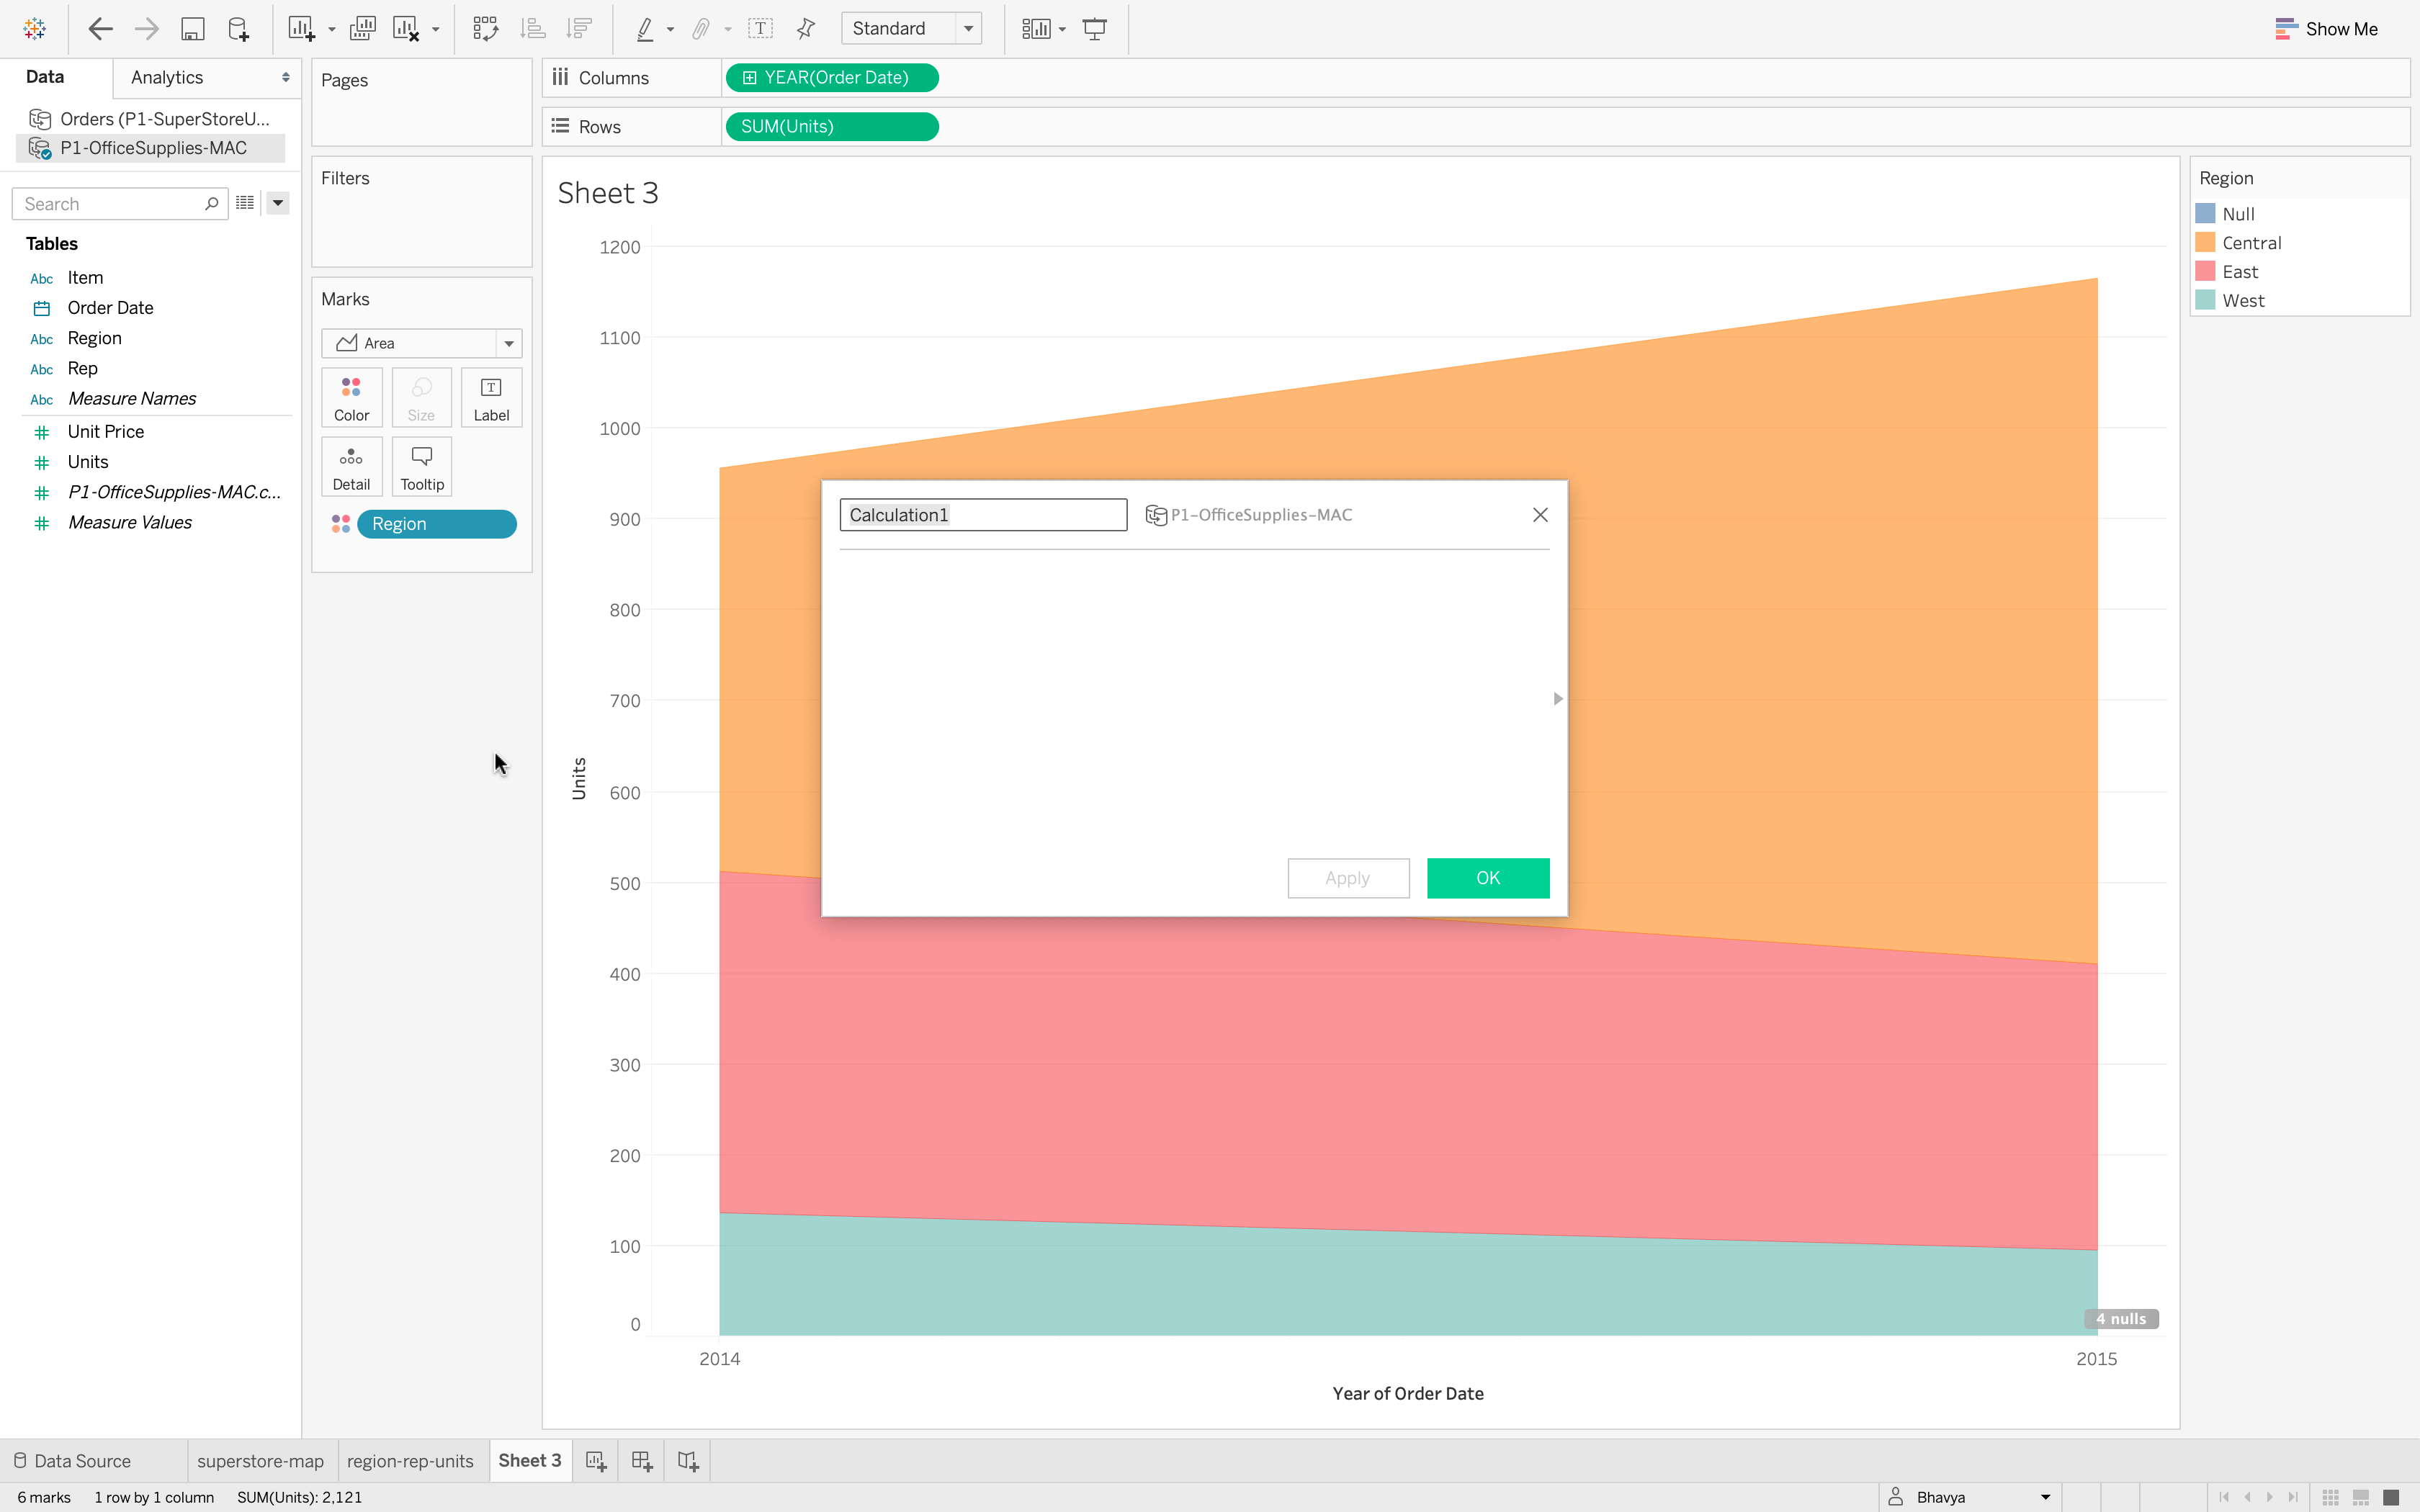 Standard
Show Me
Data
Analytics
Orders (P1-SuperStoreU...
P1-OfficeSupplies-MAC
Search
Tables
Abc Item
Order Date
Abc Region
Abc Rep
Abc Measure Names
Unit Price
Units
P1-OfficeSupplies-MAC.c...
Measure Values
Pages
Filters
Marks
Area
Color
Size
Label
Detail
Tooltip
Region
Columns
YEAR(Order Date)
Rows
SUM(Units)
Sheet 3
1200
1100
1000
900
800
700
600
500
400
300
200
100
0
Units
2014
2015
Year of Order Date
4 nulls
Calculation1
P1-OfficeSupplies-MAC
Apply
OK
Region
Null
Central
East
West
Data Source
superstore-map
region-rep-units
Sheet 3
6 marks
1 row by 1 column
SUM(Units): 2,121
Bhavya